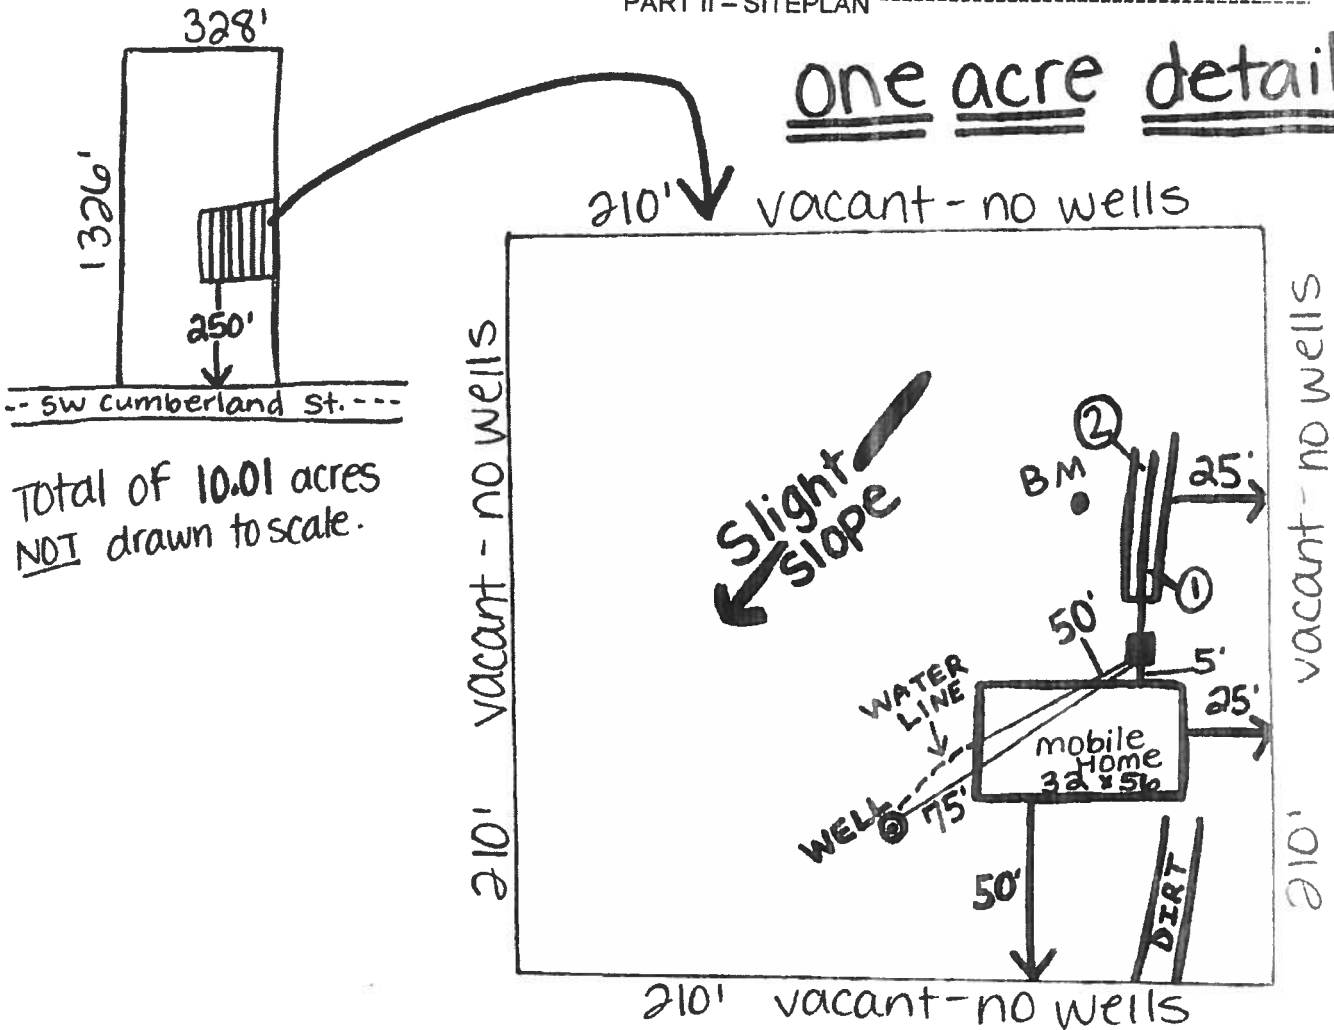 PART II – SITEPLAN
328'
one acre detail
1326'
210' vacant - no wells
250'
-- SW Cumberland St. ---
Total of 10.01 acres
NOT drawn to scale.
vacant - no wells
210'
vacant - no wells
210'
Slight
slope
BM
2
25'
1
50'
5'
WATER
LINE
25'
mobile
Home
32 x 56
WELL
75'
50'
DIRT
210' vacant - no wells